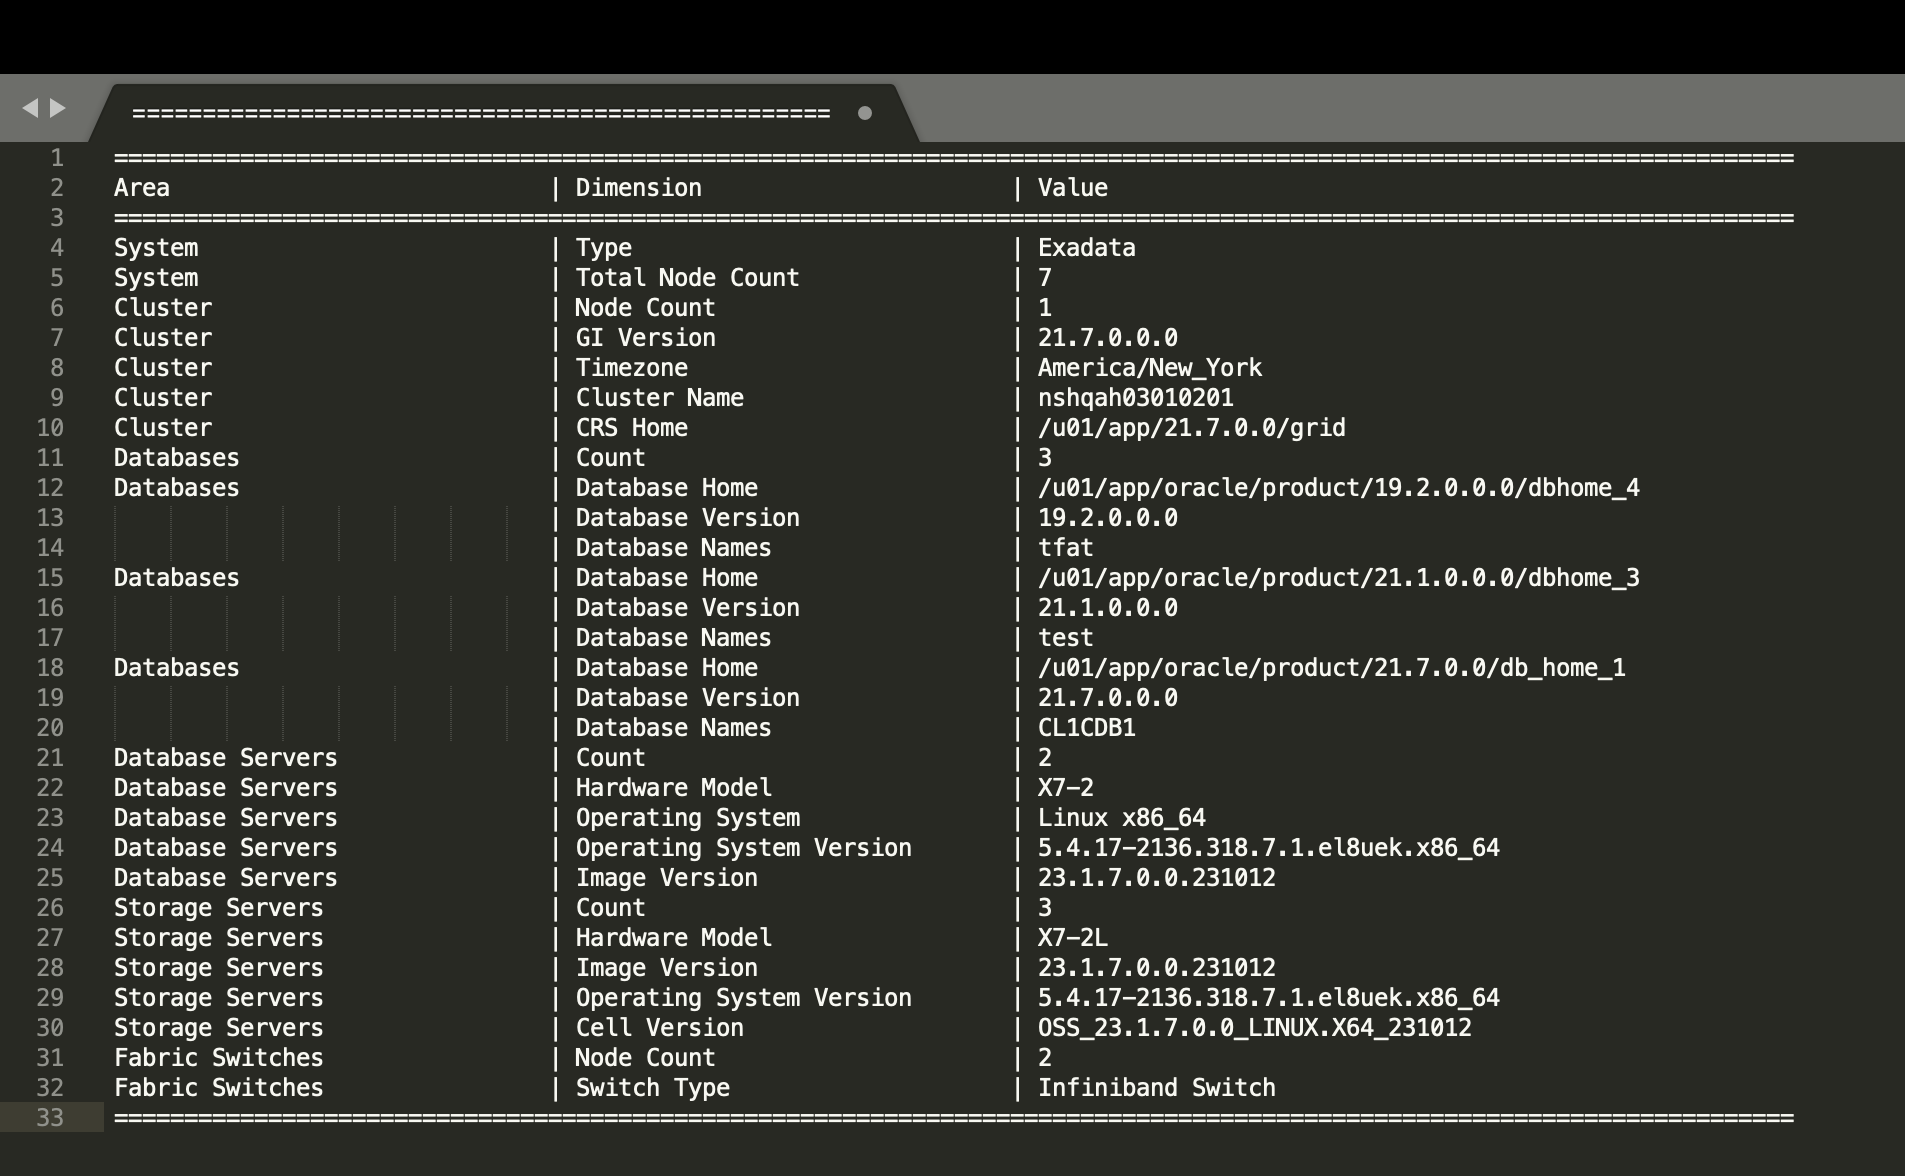 ==================================================
1 ========================================================================================================================
2 Area | Dimension | Value
3 ========================================================================================================================
4 System | Type | Exadata
5 System | Total Node Count | 7
6 Cluster | Node Count | 1
7 Cluster | GI Version | 21.7.0.0.0
8 Cluster | Timezone | America/New_York
9 Cluster | Cluster Name | nshqah03010201
10 Cluster | CRS Home | /u01/app/21.7.0.0/grid
11 Databases | Count | 3
12 Databases | Database Home | /u01/app/oracle/product/19.2.0.0.0/dbhome_4
13 | Database Version | 19.2.0.0.0
14 | Database Names | tfat
15 Databases | Database Home | /u01/app/oracle/product/21.1.0.0.0/dbhome_3
16 | Database Version | 21.1.0.0.0
17 | Database Names | test
18 Databases | Database Home | /u01/app/oracle/product/21.7.0.0/db_home_1
19 | Database Version | 21.7.0.0.0
20 | Database Names | CL1CDB1
21 Database Servers | Count | 2
22 Database Servers | Hardware Model | X7-2
23 Database Servers | Operating System | Linux x86_64
24 Database Servers | Operating System Version | 5.4.17-2136.318.7.1.el8uek.x86_64
25 Database Servers | Image Version | 23.1.7.0.0.231012
26 Storage Servers | Count | 3
27 Storage Servers | Hardware Model | X7-2L
28 Storage Servers | Image Version | 23.1.7.0.0.231012
29 Storage Servers | Operating System Version | 5.4.17-2136.318.7.1.el8uek.x86_64
30 Storage Servers | Cell Version | OSS_23.1.7.0.0_LINUX.X64_231012
31 Fabric Switches | Node Count | 2
32 Fabric Switches | Switch Type | Infiniband Switch
33 ========================================================================================================================